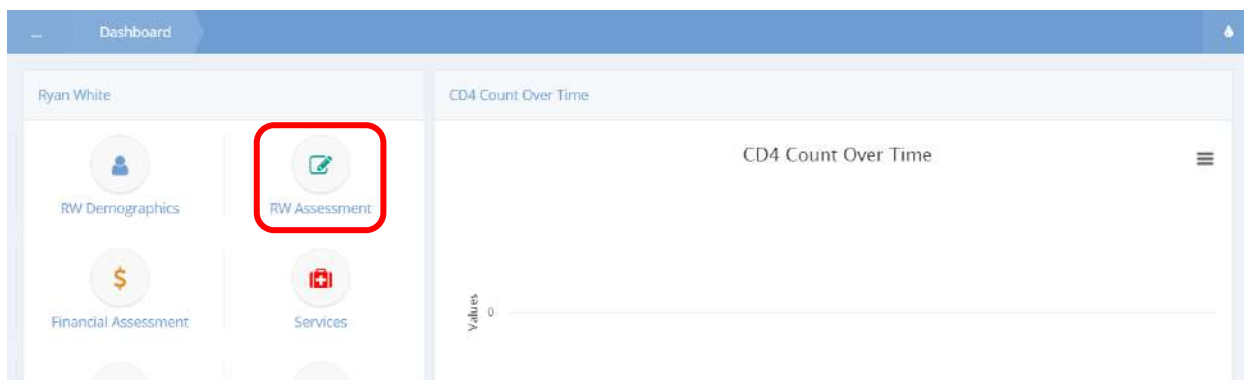 ... Dashboard
Ryan White
CD4 Count Over Time
CD4 Count Over Time
RW Demographics
RW Assessment
Financial Assessment
Services
Values
0